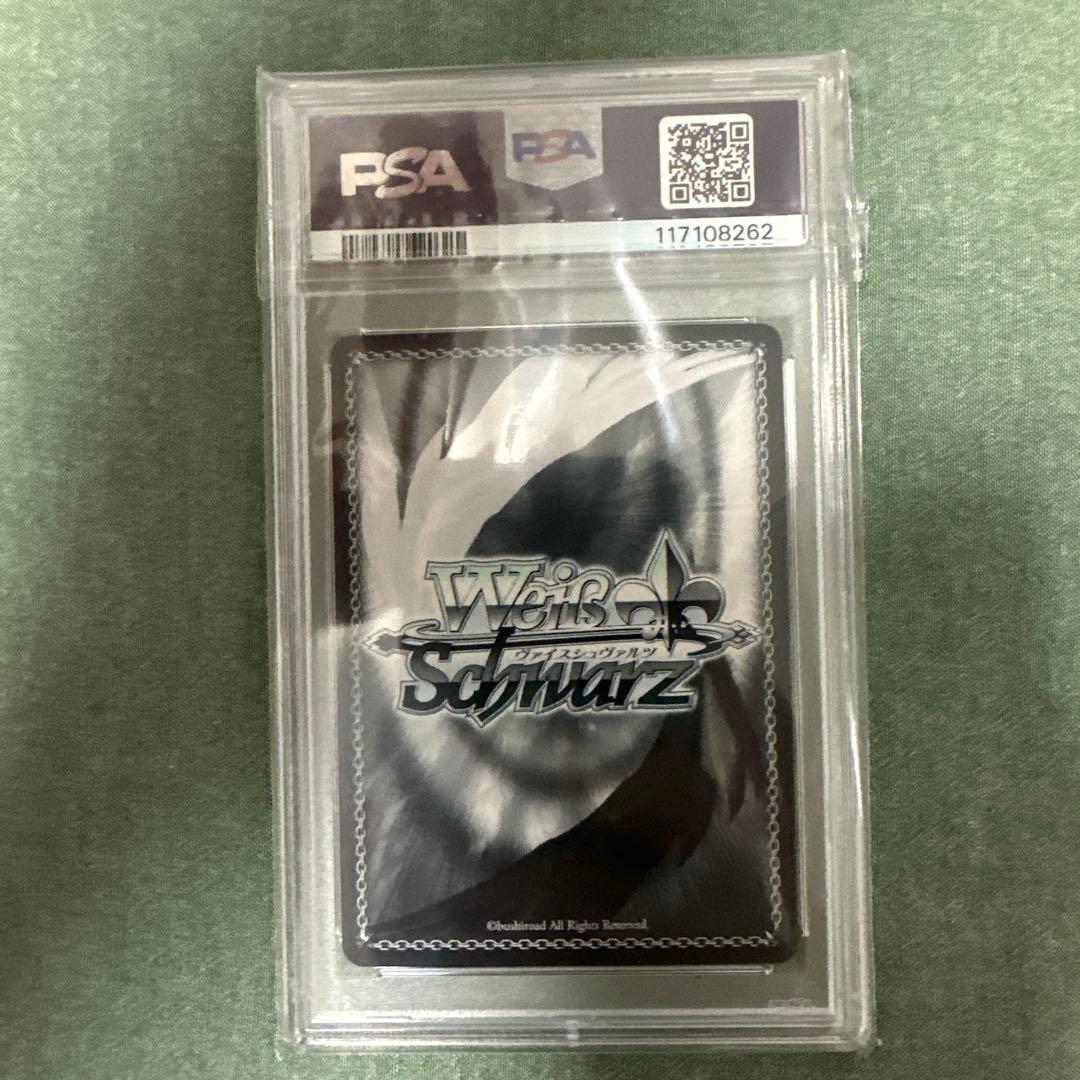 PSA
PSA
117108262
Weiß
ヴァイスシュヴァルツ
Schwarz
©bushiroad All Rights Reserved.